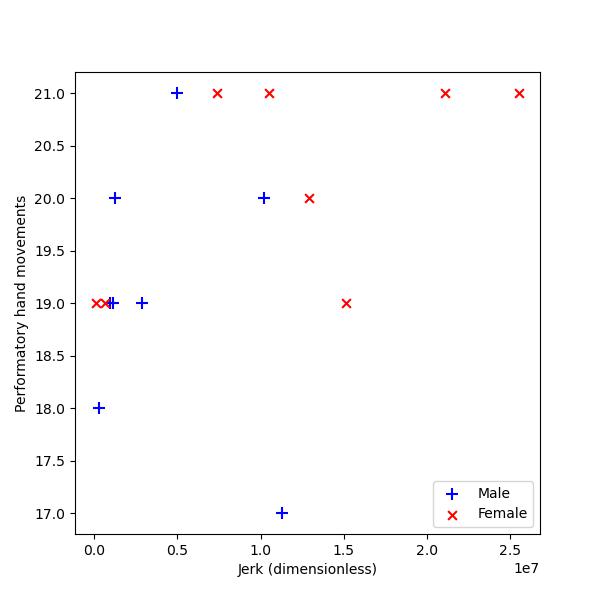 21.0
20.5
20.0
19.5
19.0
18.5
18.0
17.5
17.0
Performatory hand movements
Male
Female
0.0 0.5 1.0 1.5 2.0 2.5
1e7
Jerk (dimensionless)